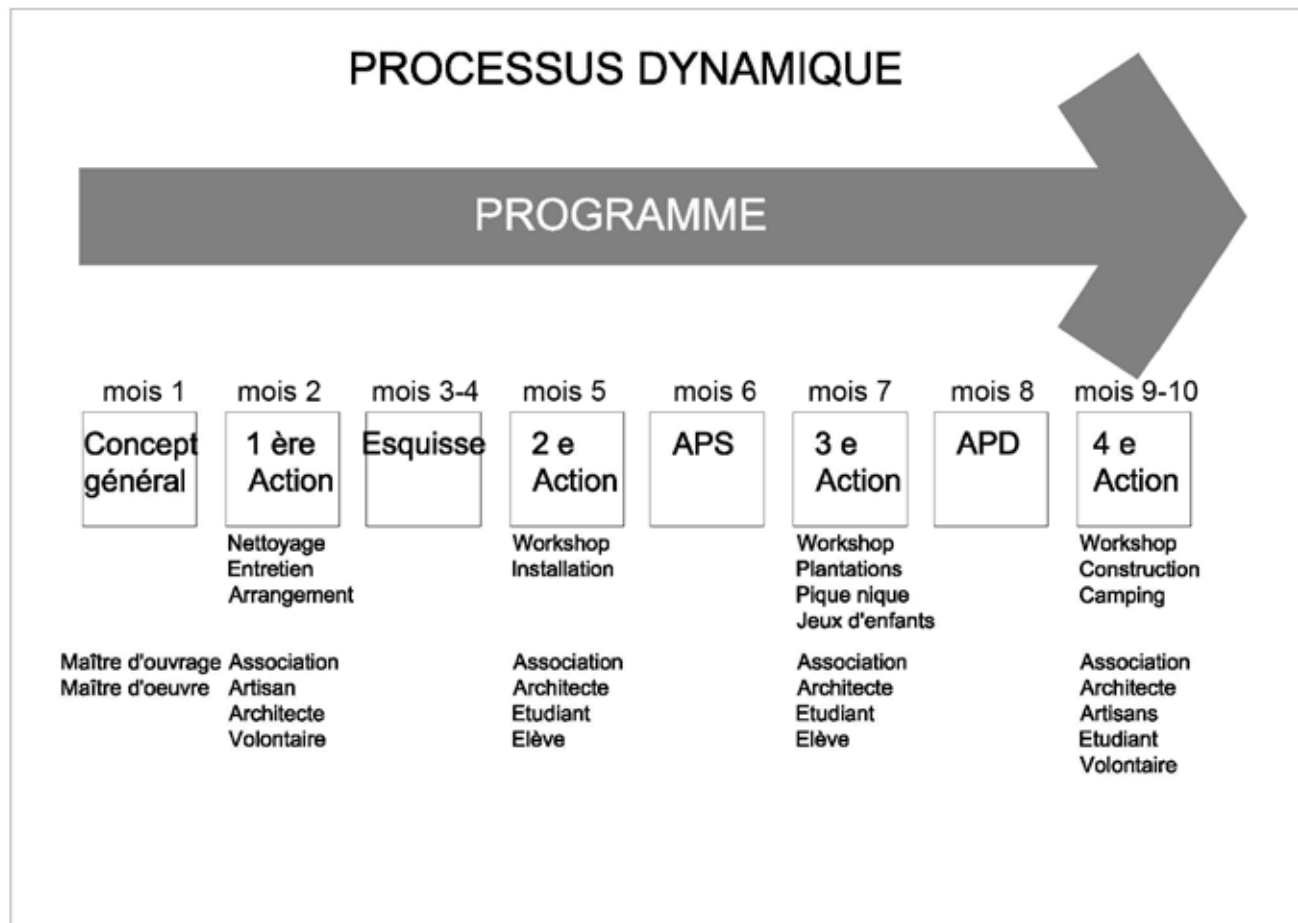 PROCESSUS DYNAMIQUE
PROGRAMME
mois 1
Concept
général
Maître d'ouvrage
Maître d'oeuvre
mois 2
1 ère
Action
Nettoyage
Entretien
Arrangement
Association
Artisan
Architecte
Volontaire
mois 3-4
Esquisse
mois 5
2 e
Action
Workshop
Installation
Association
Architecte
Etudiant
Elève
mois 6
APS
mois 7
3 e
Action
Workshop
Plantations
Pique nique
Jeux d'enfants
Association
Architecte
Etudiant
Elève
mois 8
APD
mois 9-10
4 e
Action
Workshop
Construction
Camping
Association
Architecte
Artisans
Etudiant
Volontaire